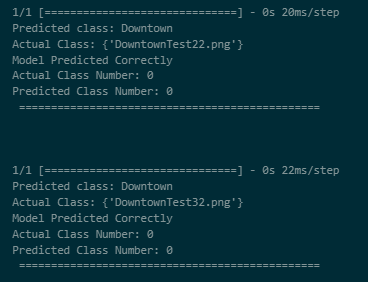 1/1 [==============================] - 0s 20ms/step
Predicted class: Downtown
Actual Class: {'DowntownTest22.png'}
Model Predicted Correctly
Actual Class Number: 0
Predicted Class Number: 0
===============================================
1/1 [==============================] - 0s 22ms/step
Predicted class: Downtown
Actual Class: {'DowntownTest32.png'}
Model Predicted Correctly
Actual Class Number: 0
Predicted Class Number: 0
===============================================